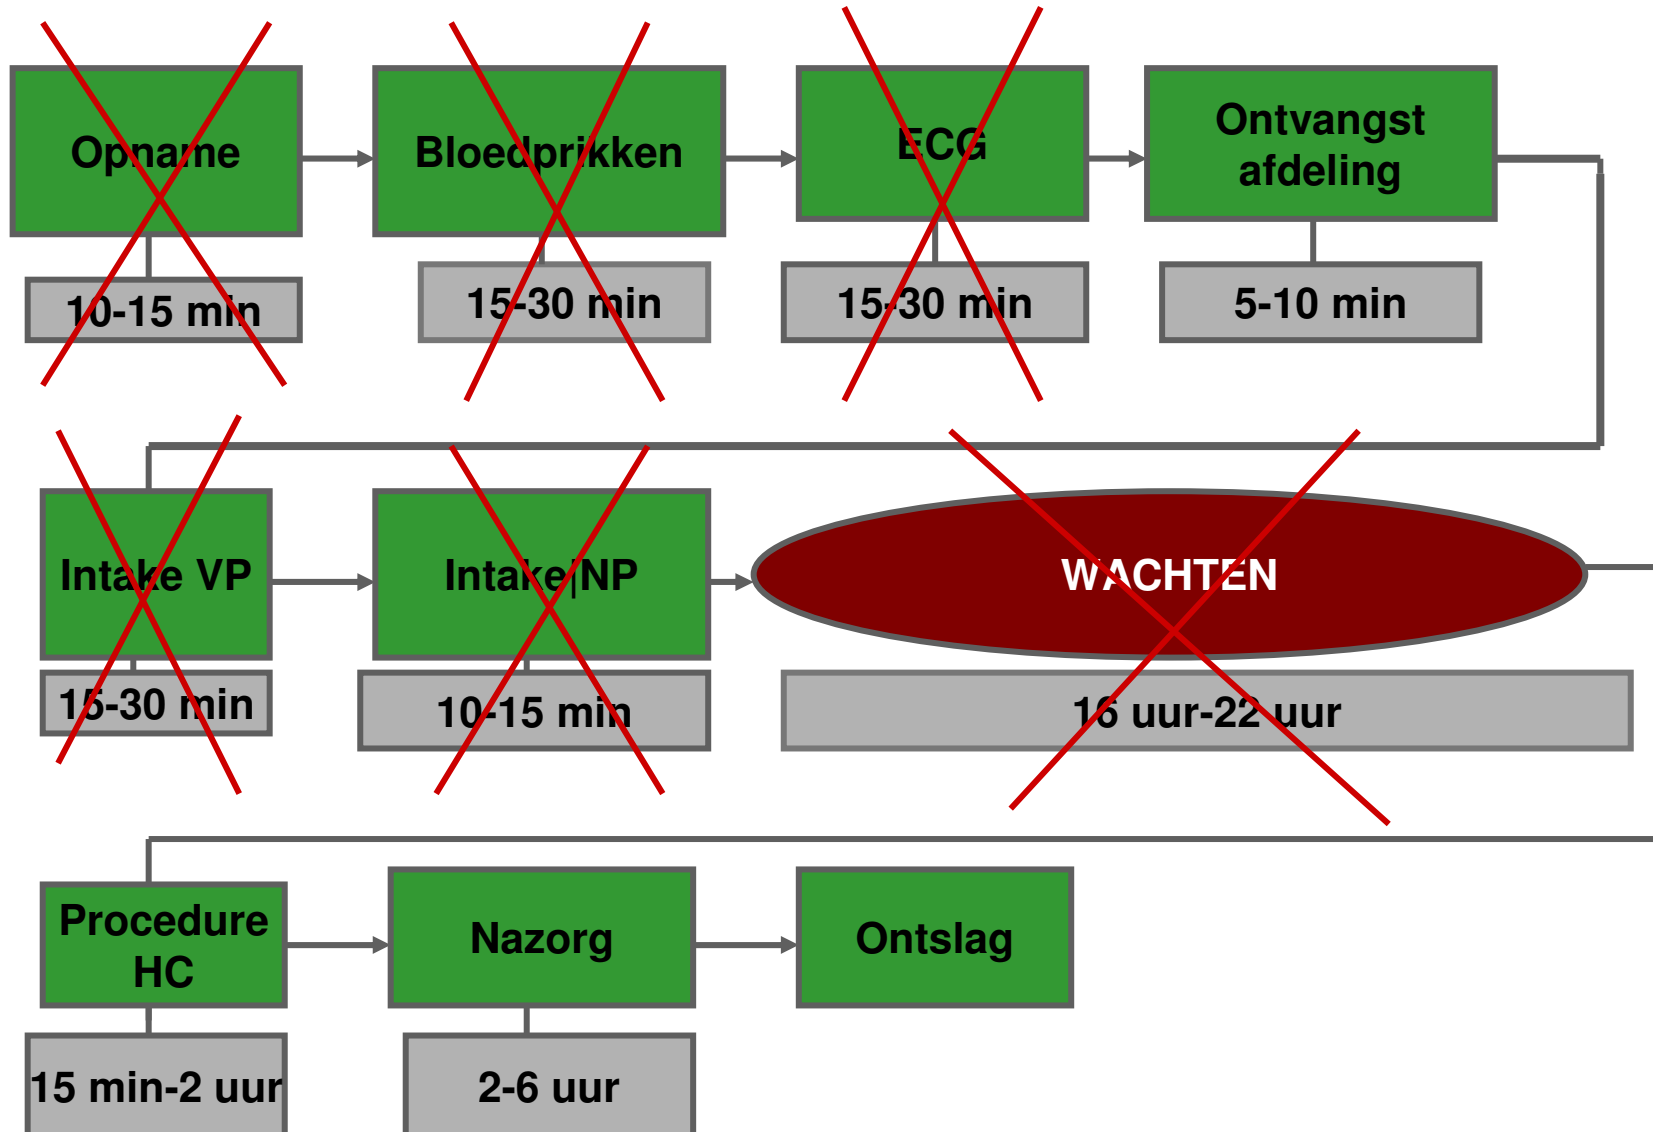 Opname
Bloedprikken
ECG
Ontvangst
afdeling
10-15 min
15-30 min
15-30 min
5-10 min
Intake VP
Intake|NP
WACHTEN
15-30 min
10-15 min
16 uur-22 uur
Procedure
HC
Nazorg
Ontslag
15 min-2 uur
2-6 uur